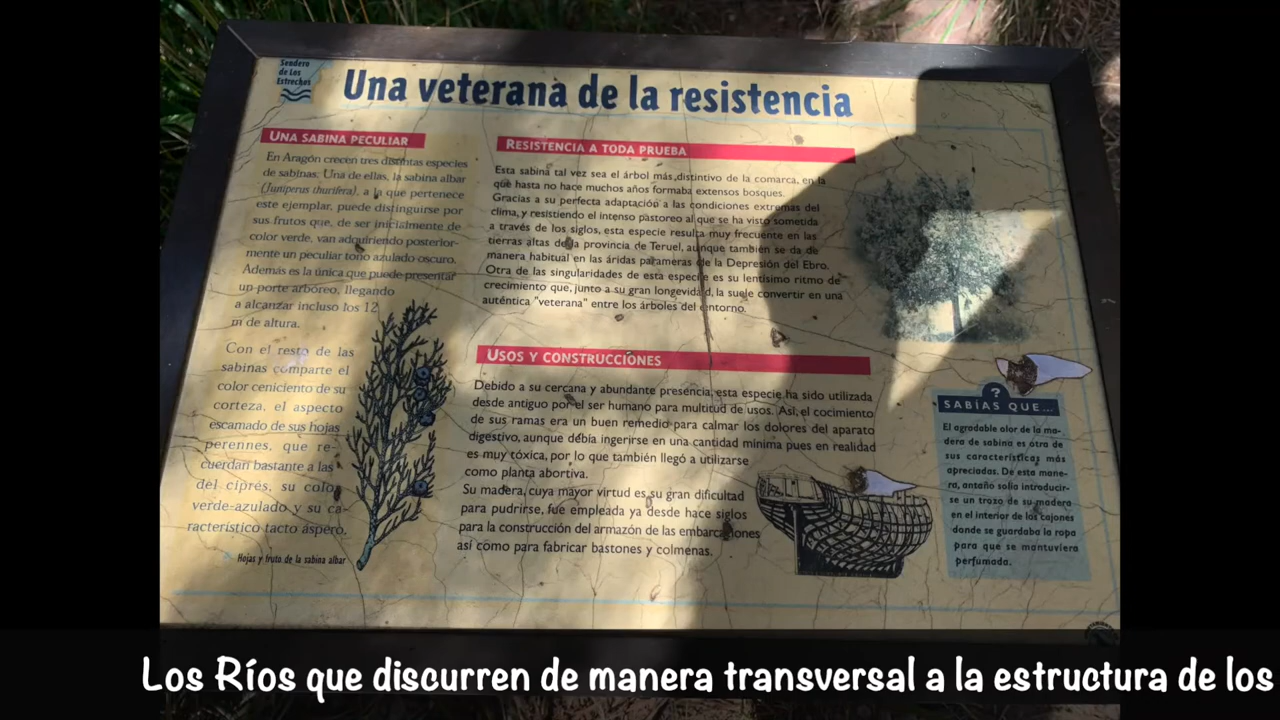 Sendero
de Los
Estrechos
Una veterana de la resistencia
UNA SABINA PECULIAR
En Aragón crecen tres distintas especies
de sabinas. Una de ellas, la sabina albar
(Juniperus thurifera), a la que pertenece
este ejemplar, puede distinguirse por
sus frutos que, de ser inicialmente de
color verde, van adquiriendo posterior-
mente un peculiar tono azulado oscuro.
Además es la única que puede presentar
un porte arbóreo, llegando
a alcanzar incluso los 12
m de altura.
Con el resto de las
sabinas comparte el
color ceniciento de su
corteza, el aspecto
escamado de sus hojas
perennes, que re-
cuerdan bastante a las
del ciprés, su color
verde-azulado y su ca-
racterístico tacto áspero.
Hojas y fruto de la sabina albar
RESISTENCIA A TODA PRUEBA
Esta sabina tal vez sea el árbol más distintivo de la comarca, en la
que hasta no hace muchos años formaba extensos bosques.
Gracias a su perfecta adaptación a las condiciones extremas del
clima, y resistiendo el intenso pastoreo al que se ha visto sometida
a través de los siglos, esta especie resulta muy frecuente en las
tierras altas de la provincia de Teruel, aunque también se da de
manera habitual en las áridas parameras de la Depresión del Ebro.
Otra de las singularidades de esta especie es su lentísimo ritmo de
crecimiento que, junto a su gran longevidad, la suele convertir en una
auténtica "veterana" entre los árboles del entorno.
USOS Y CONSTRUCCIONES
Debido a su cercana y abundante presencia, esta especie ha sido utilizada
desde antiguo por el ser humano para multitud de usos. Así, el cocimiento
de sus ramas era un buen remedio para calmar los dolores del aparato
digestivo, aunque debía ingerirse en una cantidad mínima pues en realidad
es muy tóxica, por lo que también llegó a utilizarse
como planta abortiva.
Su madera, cuya mayor virtud es su gran dificultad
para pudrirse, fue empleada ya desde hace siglos
para la construcción del armazón de las embarcaciones
así como para fabricar bastones y colmenas.
?
SABÍAS QUE...
El agradable olor de la ma-
dera de sabina es otra de
sus características más
apreciadas. De esta mane-
ra, antaño solía introducir-
se un trozo de su madera
en el interior de los cajones
donde se guardaba la ropa
para que se mantuviera
perfumada.
Los Ríos que discurren de manera transversal a la estructura de los